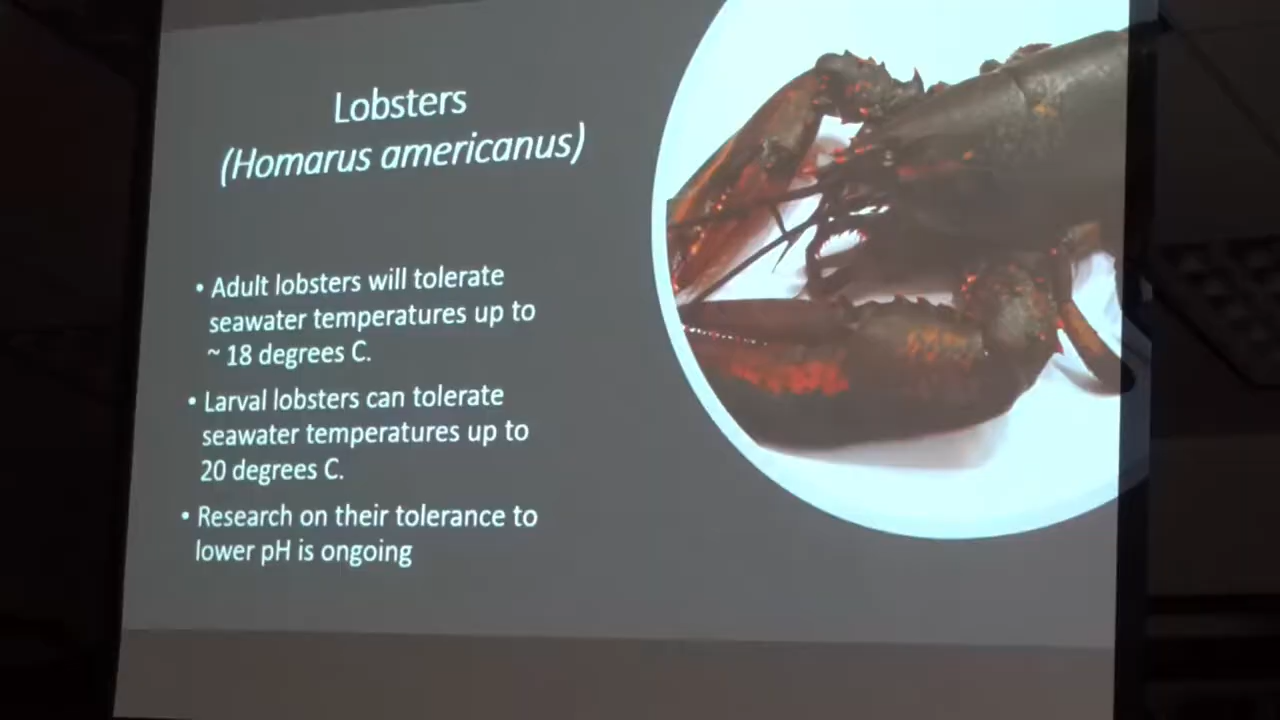 Lobsters
(Homarus americanus)
• Adult lobsters will tolerate
seawater temperatures up to
~ 18 degrees C.
• Larval lobsters can tolerate
seawater temperatures up to
20 degrees C.
• Research on their tolerance to
lower pH is ongoing